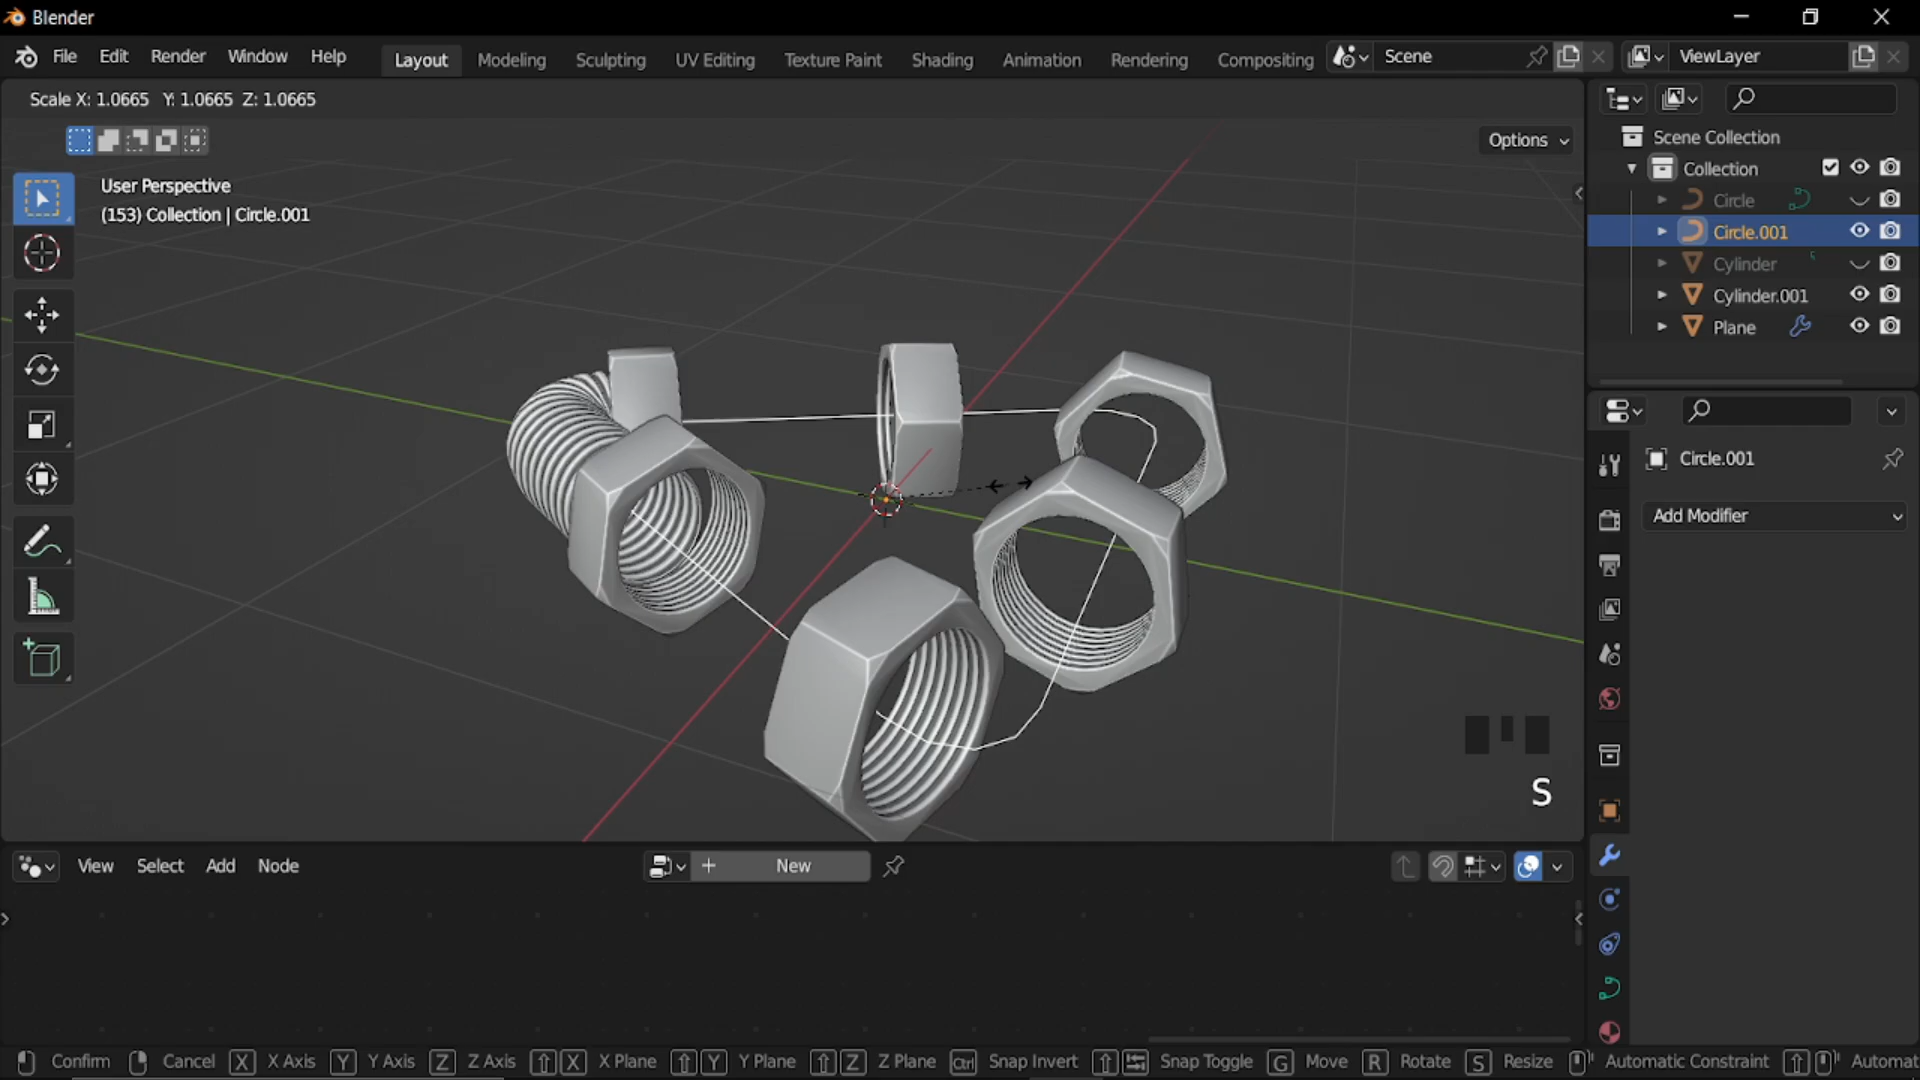 Blender
File Edit Render Window Help Layout Modeling Sculpting UV Editing Texture Paint Shading Animation Rendering Compositing Scene ViewLayer
Scale X: 1.0665 Y: 1.0665 Z: 1.0665
Options
User Perspective
(153) Collection | Circle.001
Scene Collection
Collection
Circle
Circle.001
Cylinder
Cylinder.001
Plane
Circle.001
Add Modifier
S
View Select Add Node New
Confirm Cancel X X Axis Y Y Axis Z Z Axis X X Plane Y Y Plane Z Z Plane Ctrl Snap Invert Snap Toggle G Move R Rotate S Resize Automatic Constraint Automat